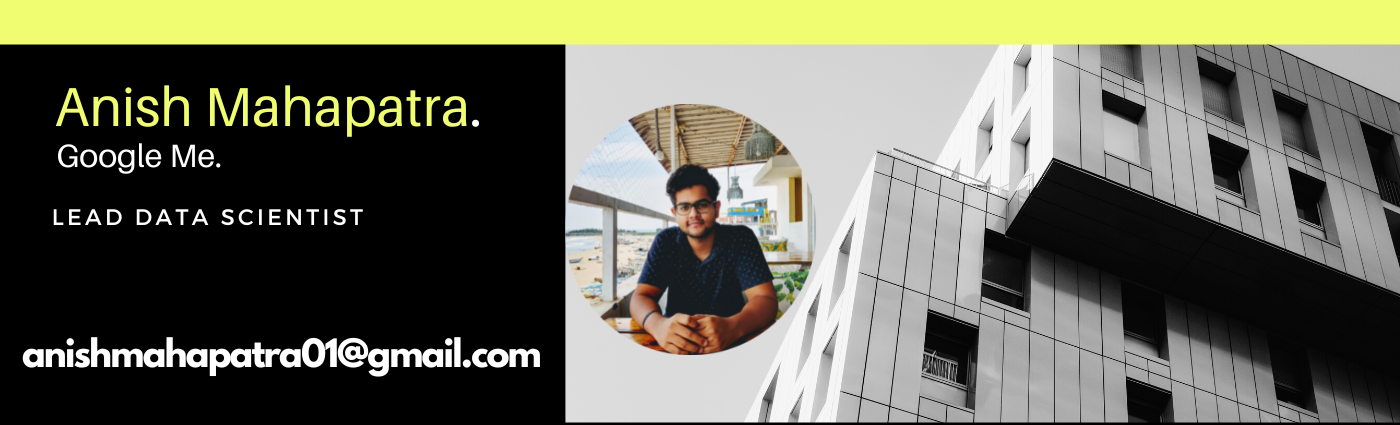 Anish Mahapatra.
Google Me.
LEAD DATA SCIENTIST
anishmahapatra01@gmail.com